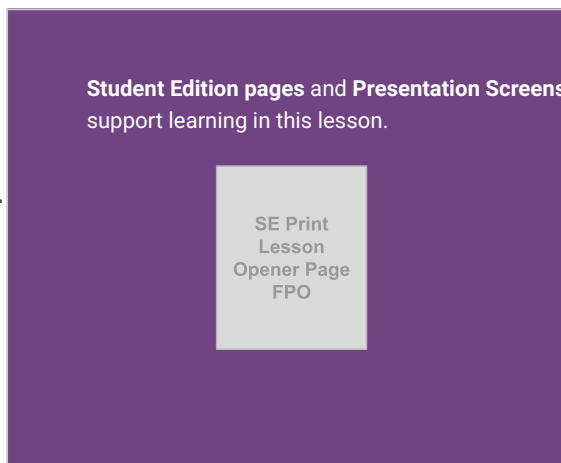 Student Edition pages and Presentation Screens
support learning in this lesson.
SE Print
Lesson
Opener Page
FPO